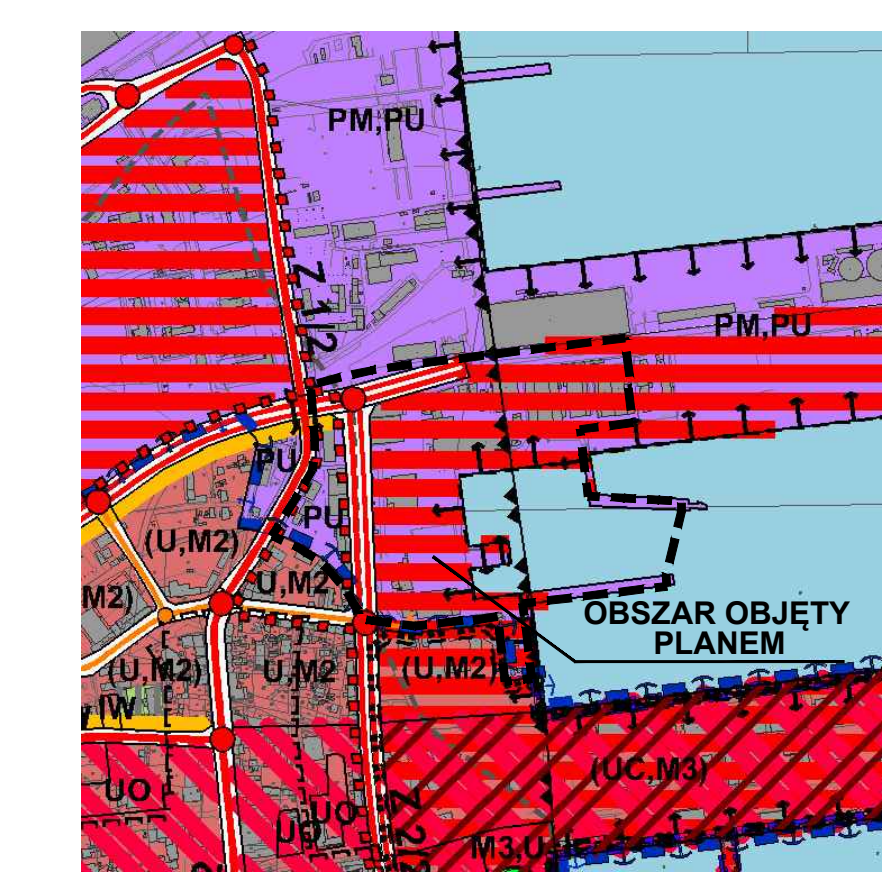 PM,PU
Z 1/2
PM,PU
PU
PU
(U,M2)
U,M2
M2)
OBSZAR OBJĘTY
PLANEM
(U,M2)
U,M2
(U,M2)
IW
(UC,M3)
UO
UO
UO
Z 2/2
M3,U